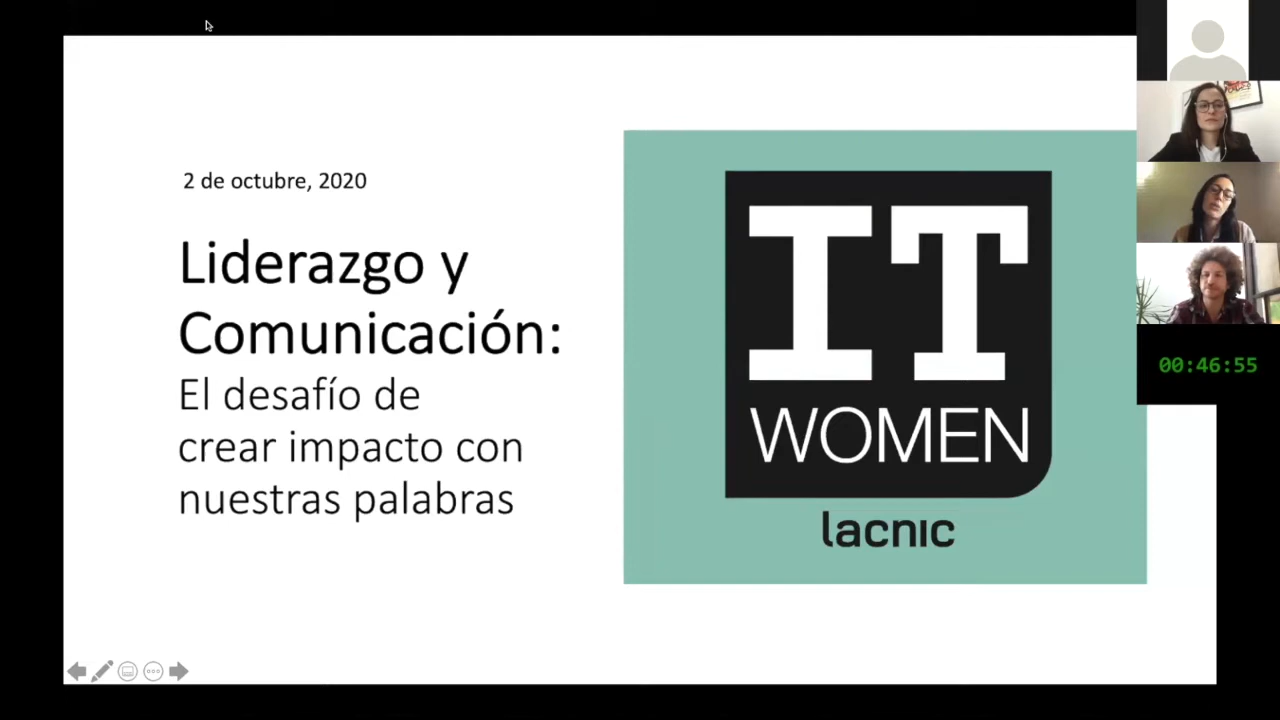 2 de octubre, 2020
Liderazgo y
Comunicación:
El desafío de
crear impacto con
nuestras palabras
IT
WOMEN
lacnic
00:46:55